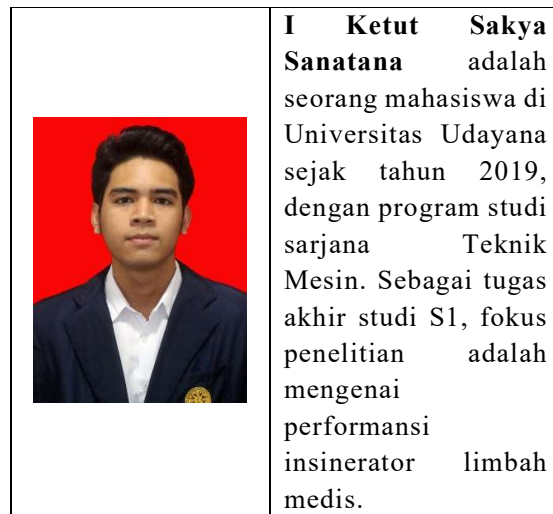 I Ketut Sakya
Sanatana adalah
seorang mahasiswa di
Universitas Udayana
sejak tahun 2019,
dengan program studi
sarjana Teknik
Mesin. Sebagai tugas
akhir studi S1, fokus
penelitian adalah
mengenai
performansi
insinerator limbah
medis.